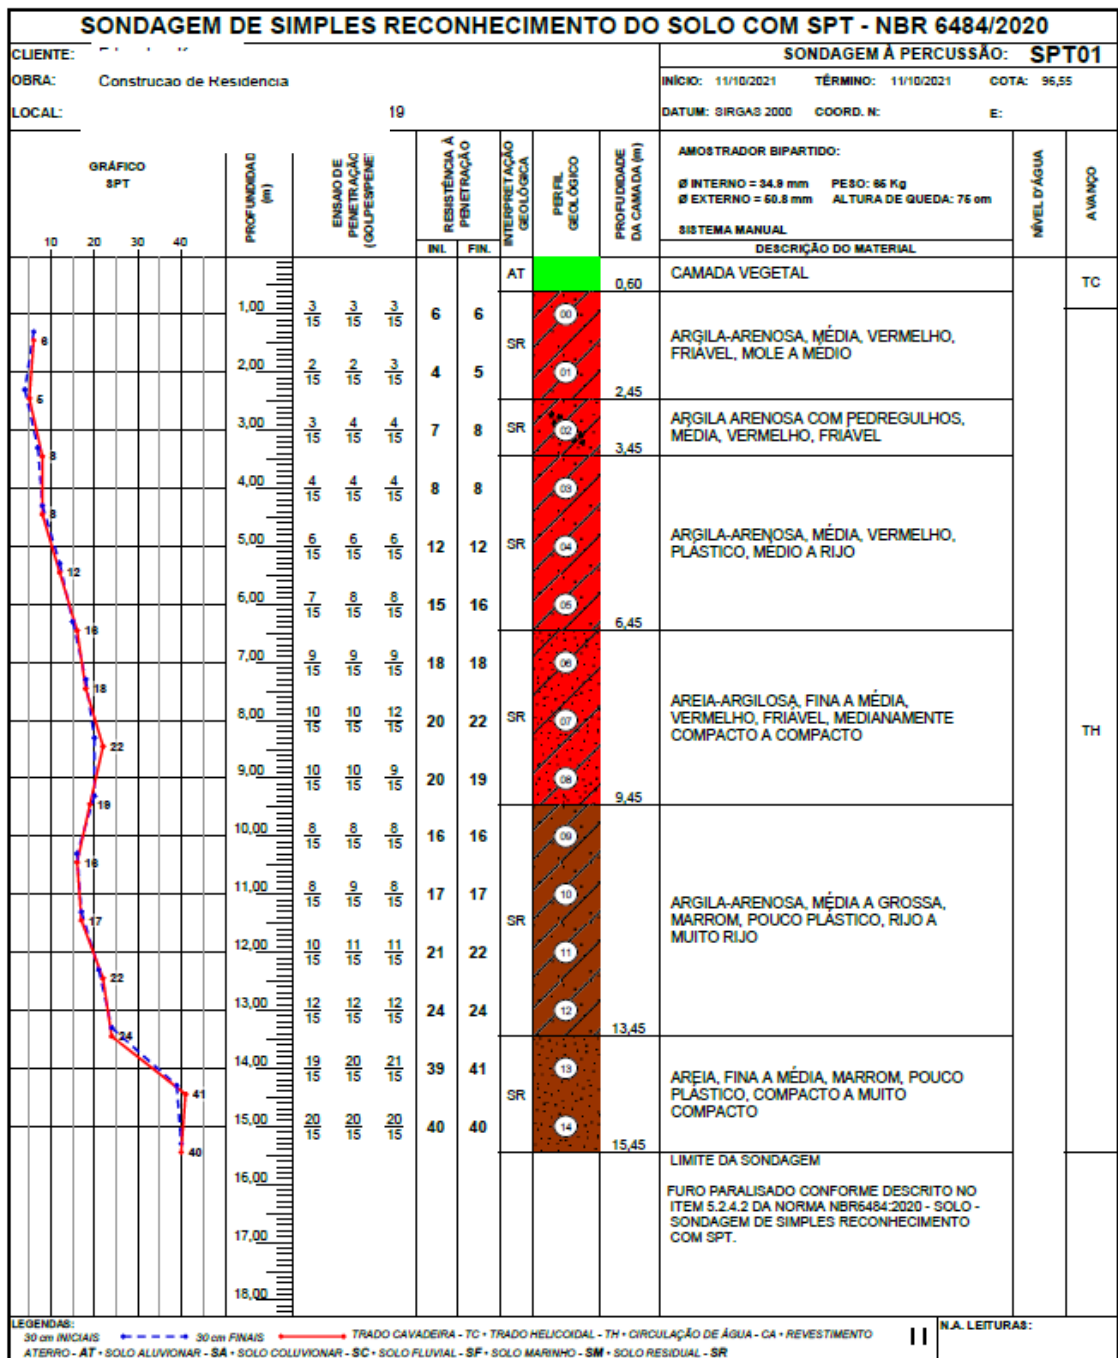 SONDAGEM DE SIMPLES RECONHECIMENTO DO SOLO COM SPT - NBR 6484/2020
CLIENTE:
SONDAGEM À PERCUSSÃO: SPT01
OBRA: Construcao de Residencia
INÍCIO: 11/10/2021 TÉRMINO: 11/10/2021 COTA: 96,55
LOCAL: 19
DATUM: SIRGAS 2000 COORD. N: E:
GRÁFICO
SPT
10 20 30 40
PROFUNDIDAD
(m)
ENSAIO DE
PENETRAÇÃO
(GOLPES/PENE
RESISTÊNCIA À
PENETRAÇÃO
INI. FIN.
INTERPRETAÇÃO
GEOLÓGICA
PERFIL
GEOLÓGICO
PROFUDIDADE
DA CAMADA (m)
AMOSTRADOR BIPARTIDO:
Ø INTERNO = 34.9 mm PESO: 65 Kg
Ø EXTERNO = 50.8 mm ALTURA DE QUEDA: 75 cm
SISTEMA MANUAL
DESCRIÇÃO DO MATERIAL
NÍVEL D'ÁGUA
AVANÇO
AT 0,60 CAMADA VEGETAL TC
1,00 3/15 3/15 3/15 6 6 00
6
SR ARGILA-ARENOSA, MÉDIA, VERMELHO,
FRIÁVEL, MOLE A MÉDIO
2,00 2/15 2/15 3/15 4 5 01
2,45
5
3,00 3/15 4/15 4/15 7 8 SR 02
ARGILA ARENOSA COM PEDREGULHOS,
MÉDIA, VERMELHO, FRIÁVEL
3,45
8
4,00 4/15 4/15 4/15 8 8 03
8
5,00 6/15 6/15 6/15 12 12 SR 04
ARGILA-ARENOSA, MÉDIA, VERMELHO,
PLÁSTICO, MÉDIO A RIJO
12
6,00 7/15 8/15 8/15 15 16 05
6,45
16
7,00 9/15 9/15 9/15 18 18 06
18
8,00 10/15 10/15 12/15 20 22 SR 07
AREIA-ARGILOSA, FINA A MÉDIA,
VERMELHO, FRIÁVEL, MEDIANAMENTE
COMPACTO A COMPACTO
TH
22
9,00 10/15 10/15 9/15 20 19 08
9,45
19
10,00 8/15 8/15 8/15 16 16 09
16
11,00 8/15 9/15 8/15 17 17 10
SR ARGILA-ARENOSA, MÉDIA A GROSSA,
MARROM, POUCO PLÁSTICO, RIJO A
MUITO RIJO
17
12,00 10/15 11/15 11/15 21 22 11
22
13,00 12/15 12/15 12/15 24 24 12
13,45
24
14,00 19/15 20/15 21/15 39 41 13
SR AREIA, FINA A MÉDIA, MARROM, POUCO
PLÁSTICO, COMPACTO A MUITO
COMPACTO
41
15,00 20/15 20/15 20/15 40 40 14
15,45
40
LIMITE DA SONDAGEM
16,00
FURO PARALISADO CONFORME DESCRITO NO
ITEM 5.2.4.2 DA NORMA NBR6484:2020 - SOLO -
SONDAGEM DE SIMPLES RECONHECIMENTO
COM SPT.
17,00
18,00
LEGENDAS:
30 cm INICIAIS 30 cm FINAIS TRADO CAVADEIRA - TC • TRADO HELICOIDAL - TH • CIRCULAÇÃO DE ÁGUA - CA • REVESTIMENTO
ATERRO - AT • SOLO ALUVIONAR - SA • SOLO COLUVIONAR - SC • SOLO FLUVIAL - SF • SOLO MARINHO - SM • SOLO RESIDUAL - SR
N.A. LEITURAS: